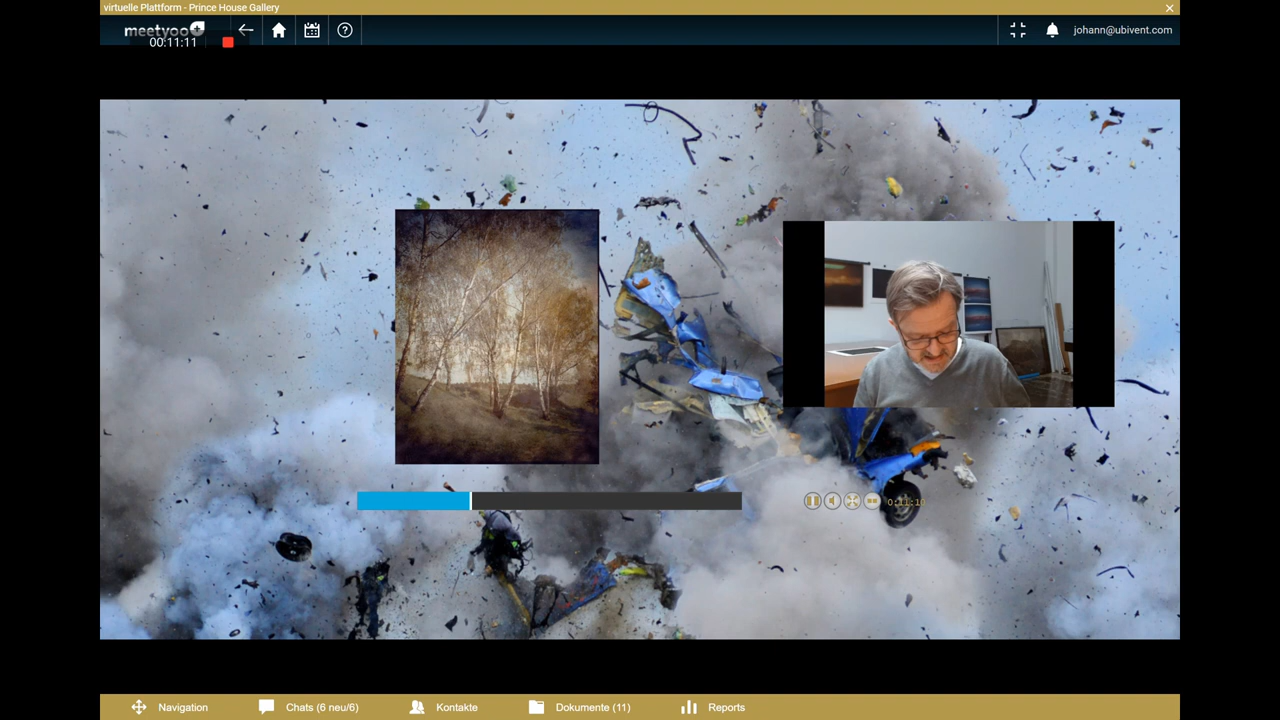 virtuelle Plattform - Prince House Gallery
meetyoo
johann@ubivent.com
00:11:11
Navigation
Chats (6 neu/6)
Kontakte
Dokumente (11)
Reports